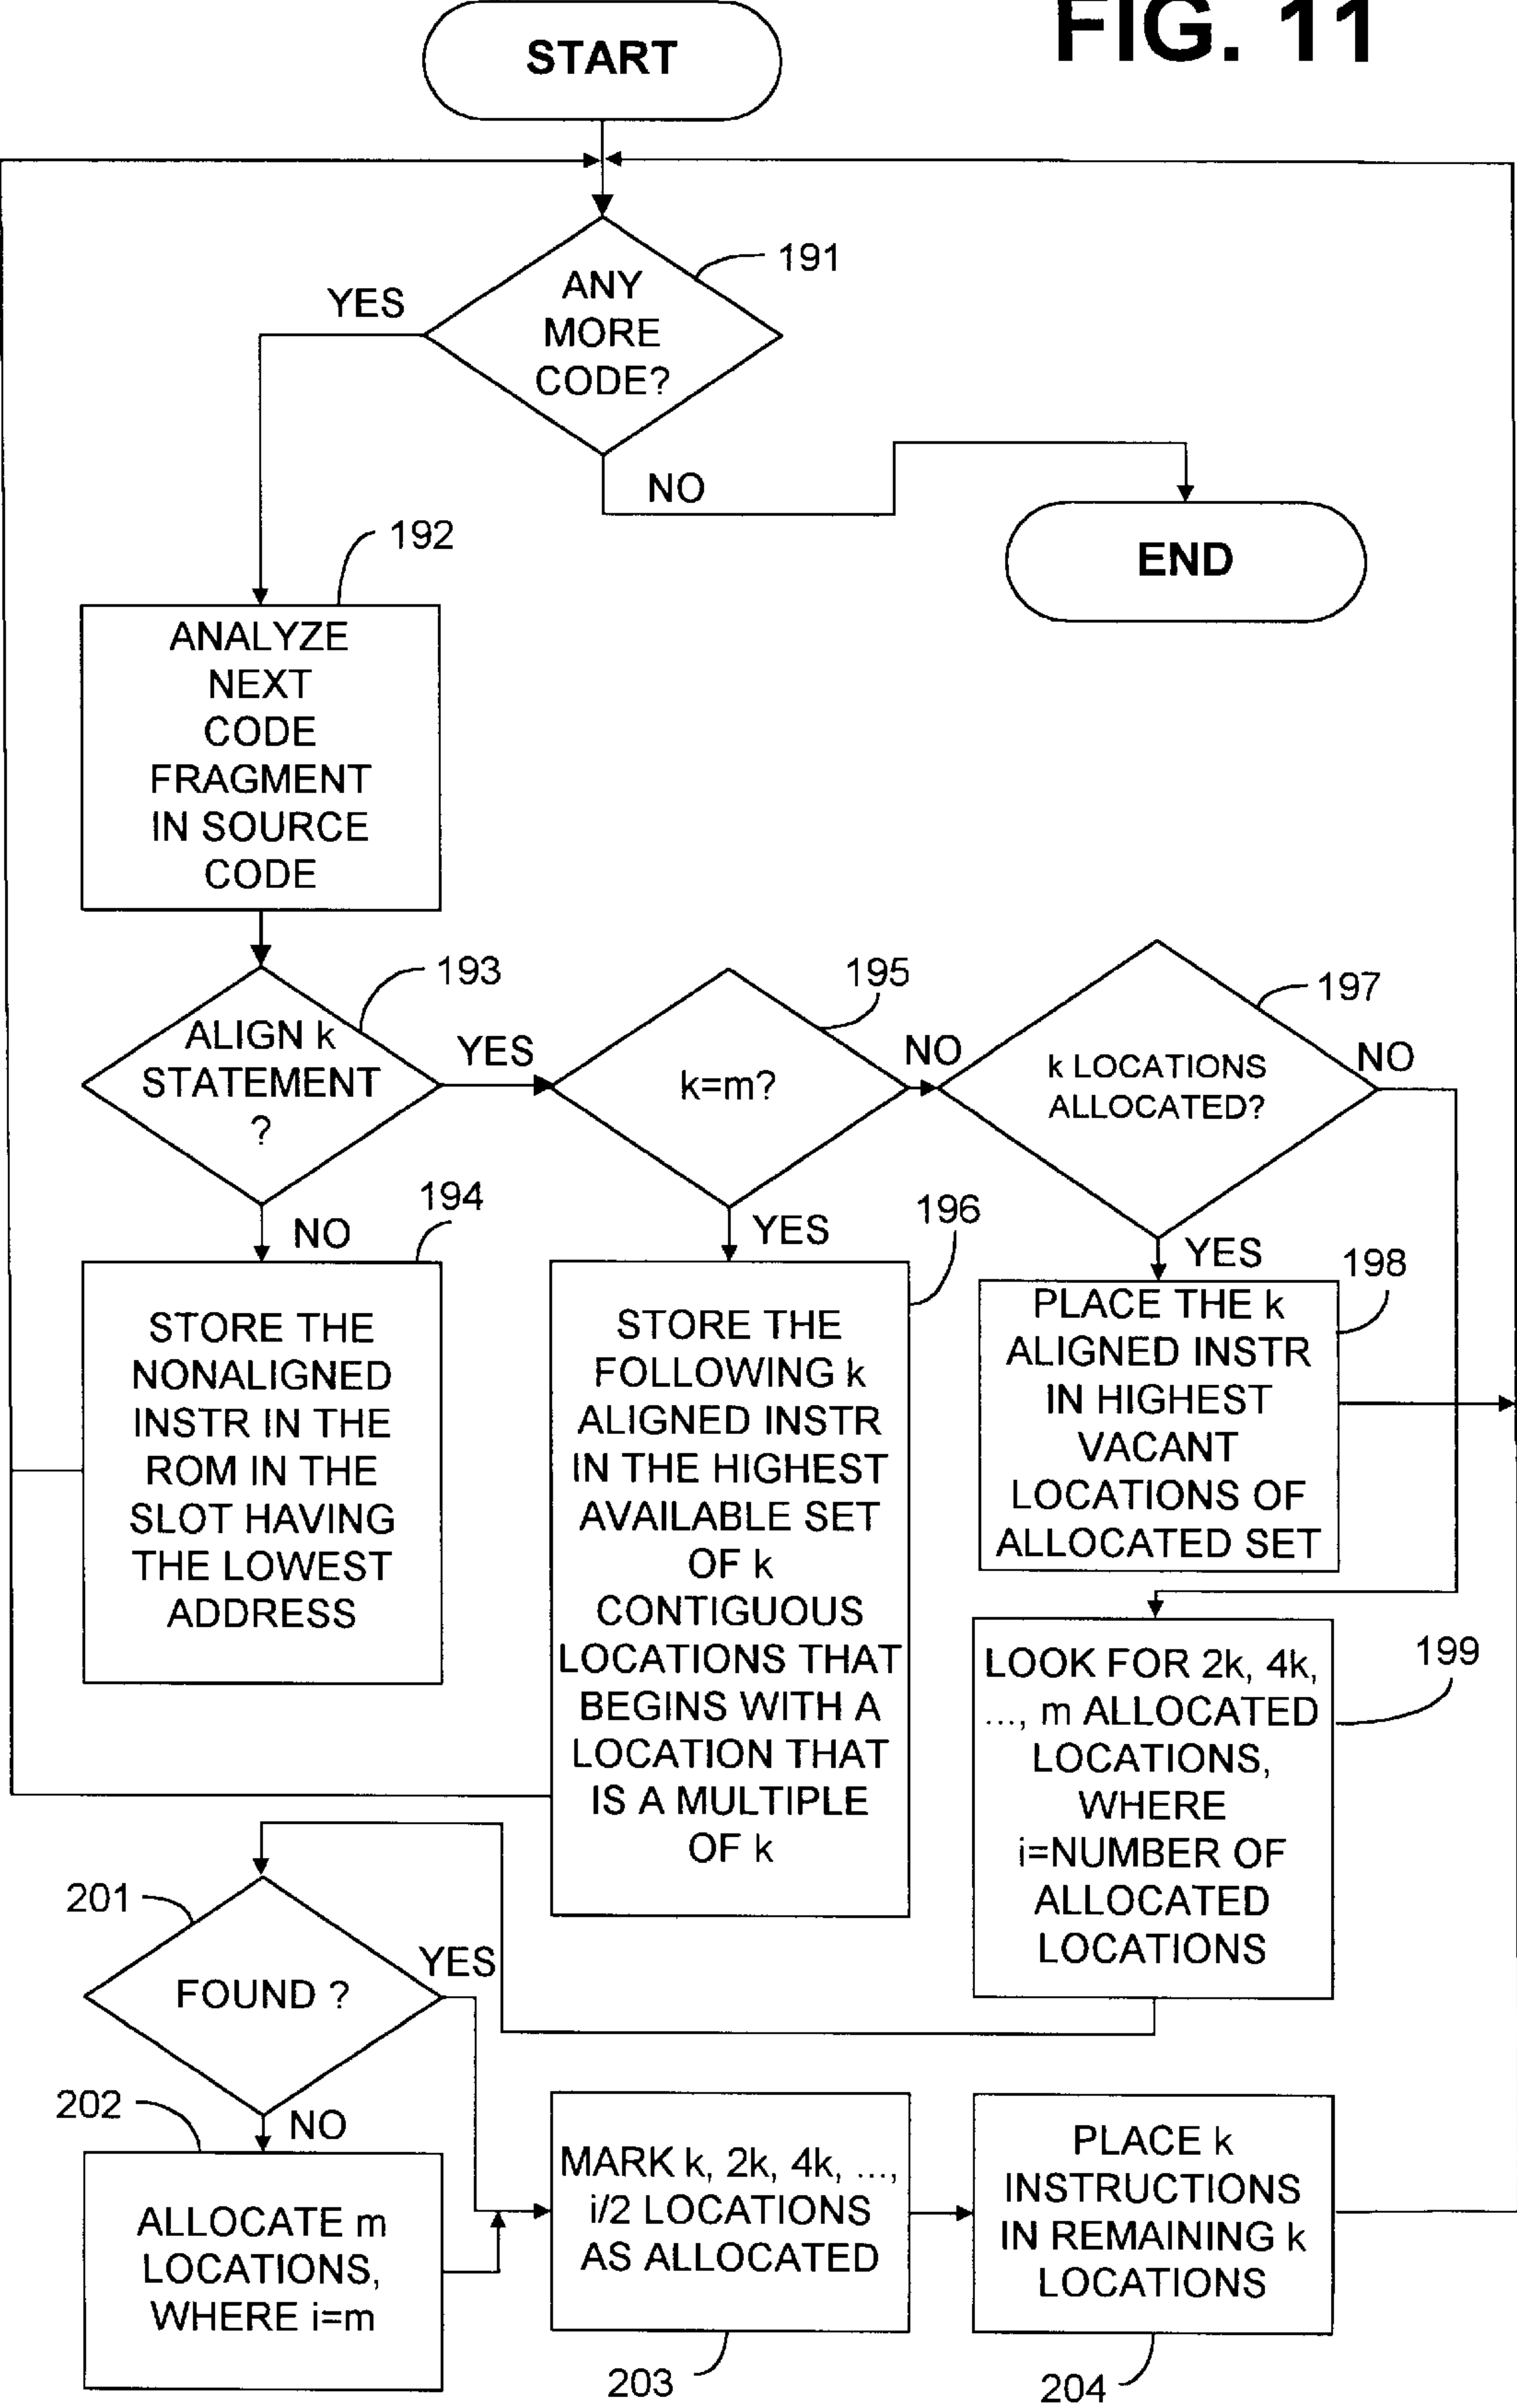 FIG. 11
START
191
ANY
MORE
CODE?
YES
NO
END
192
ANALYZE
NEXT
CODE
FRAGMENT
IN SOURCE
CODE
193
ALIGN k
STATEMENT
?
YES
NO
195
k=m?
NO
YES
197
k LOCATIONS
ALLOCATED?
NO
YES
194
STORE THE
NONALIGNED
INSTR IN THE
ROM IN THE
SLOT HAVING
THE LOWEST
ADDRESS
196
STORE THE
FOLLOWING k
ALIGNED INSTR
IN THE HIGHEST
AVAILABLE SET
OF k
CONTIGUOUS
LOCATIONS THAT
BEGINS WITH A
LOCATION THAT
IS A MULTIPLE
OF k
198
PLACE THE k
ALIGNED INSTR
IN HIGHEST
VACANT
LOCATIONS OF
ALLOCATED SET
199
LOOK FOR 2k, 4k,
..., m ALLOCATED
LOCATIONS,
WHERE
i=NUMBER OF
ALLOCATED
LOCATIONS
201
FOUND ?
YES
NO
202
ALLOCATE m
LOCATIONS,
WHERE i=m
MARK k, 2k, 4k, ...,
i/2 LOCATIONS
AS ALLOCATED
203
PLACE k
INSTRUCTIONS
IN REMAINING k
LOCATIONS
204